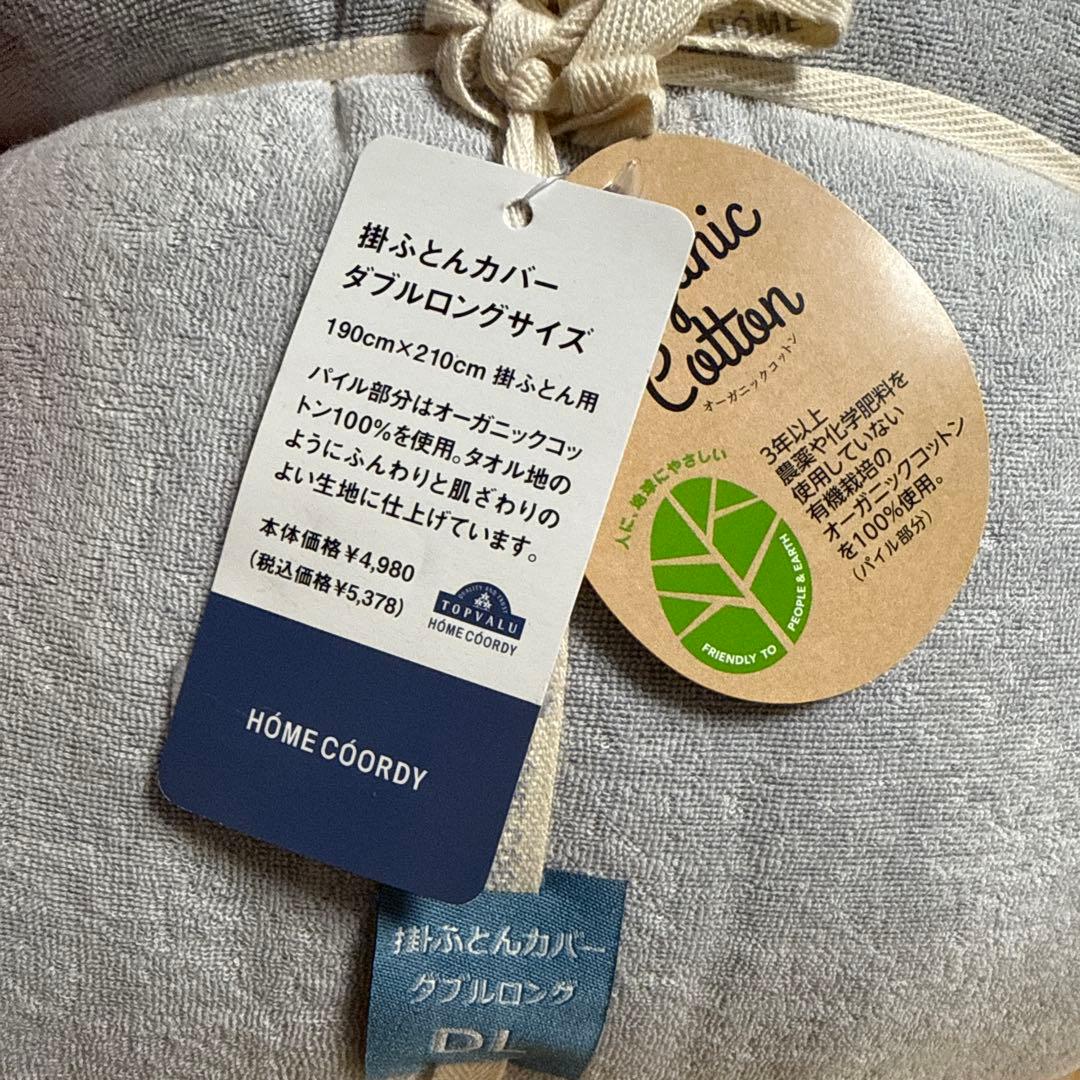 HÓME
掛ふとんカバー
ダブルロングサイズ
190cm×210cm 掛ふとん用
パイル部分はオーガニックコッ
トン100%を使用。タオル地の
ようにふんわりと肌ざわりの
よい生地に仕上げています。
本体価格¥4,980
(税込価格¥5,378)
QUALITY AND TRUST
TOPVALU
HÓME CÓORDY
HÓME CÓORDY
Cotton
オーガニックコットン
3年以上
農薬や化学肥料を
使用していない
有機栽培の
オーガニックコットン
を100%使用。
(パイル部分)
人に、地球にやさしい
FRIENDLY TO PEOPLE & EARTH
掛ふとんカバー
ダブルロング
DL